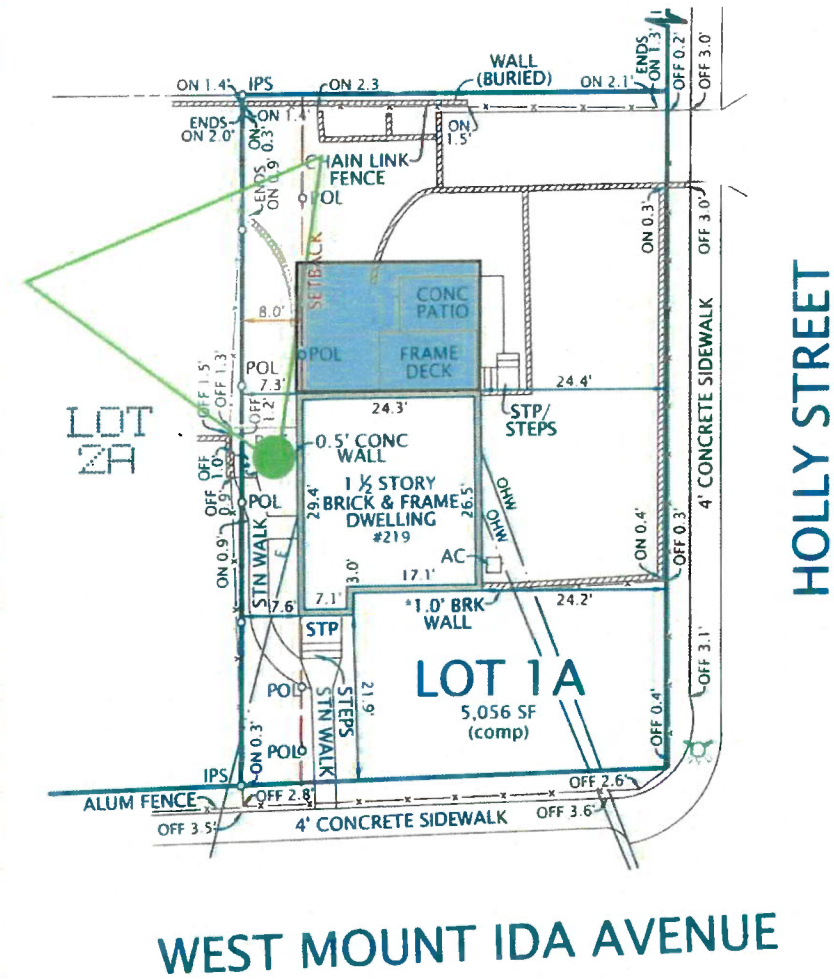 ENDS
ON 1.3'
OFF 0.2'
OFF 3.0'
WALL
(BURIED)
ON 1.4'
IPS
ON 2.3
ON 2.1'
ON 1.4'
ENDS
ON 2.0'
ON
0.3'
ON
1.5'
CHAIN LINK
FENCE
ENDS
ON 0.9'
POL
ON 0.3'
OFF 3.0'
SETBACK
8.0'
CONC
PATIO
POL
FRAME
DECK
POL
7.3'
24.4'
OFF 1.5'
OFF 1.3'
OFF
1.2'
24.3'
STP/
STEPS
4' CONCRETE SIDEWALK
HOLLY STREET
LOT
2A
OFF
1.0'
0.5' CONC
WALL
1 ½ STORY
BRICK & FRAME
DWELLING
#219
29.4'
26.5'
OHW
OHW
OFF
0.9'
POL
ON 0.9'
STN WALK
E
AC
ON 0.4'
OFF 0.3'
3.0'
17.1'
7.1'
7.6'
*1.0' BRK
WALL
24.2'
STP
STEPS
STN WALK
21.9'
LOT 1A
5,056 SF
(comp)
OFF 3.1'
POL
POL
ON 0.3'
OFF 0.4'
IPS
ALUM FENCE
OFF 2.8'
OFF 2.6'
OFF 3.5'
4' CONCRETE SIDEWALK
OFF 3.6'
WEST MOUNT IDA AVENUE